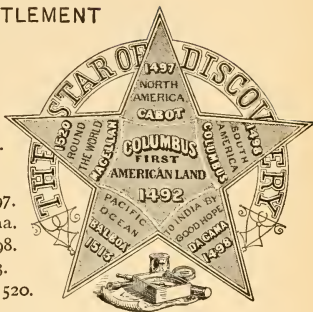 TLEMENT
THE STAR OF DISCOVERY
1497
NORTH
AMERICA.
CABOT
1520
ROUND
THE WORLD
MAGELLAN
COLUMBUS
FIRST
AMERICAN LAND
1492
1498
SOUTH
AMERICA
COLUMBUS
PACIFIC
OCEAN
BALBOA
1513
TO INDIA BY
GOOD HOPE
DA GAMA
1498
97.
na.
98.
3.
520.